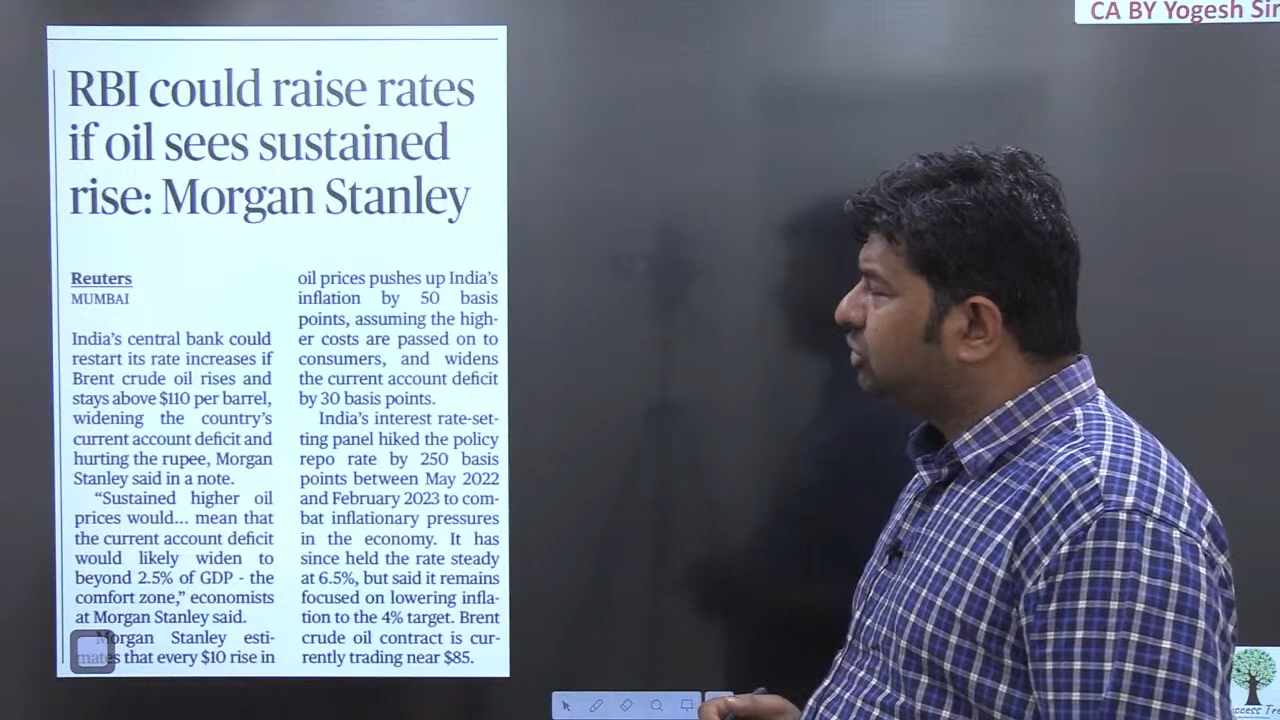 CA BY Yogesh Sir
RBI could raise rates
if oil sees sustained
rise: Morgan Stanley
Reuters
MUMBAI
India's central bank could
restart its rate increases if
Brent crude oil rises and
stays above $110 per barrel,
widening the country's
current account deficit and
hurting the rupee, Morgan
Stanley said in a note.
"Sustained higher oil
prices would... mean that
the current account deficit
would likely widen to
beyond 2.5% of GDP - the
comfort zone," economists
at Morgan Stanley said.
Morgan Stanley esti-
mates that every $10 rise in
oil prices pushes up India's
inflation by 50 basis
points, assuming the high-
er costs are passed on to
consumers, and widens
the current account deficit
by 30 basis points.
India's interest rate-set-
ting panel hiked the policy
repo rate by 250 basis
points between May 2022
and February 2023 to com-
bat inflationary pressures
in the economy. It has
since held the rate steady
at 6.5%, but said it remains
focused on lowering infla-
tion to the 4% target. Brent
crude oil contract is cur-
rently trading near $85.